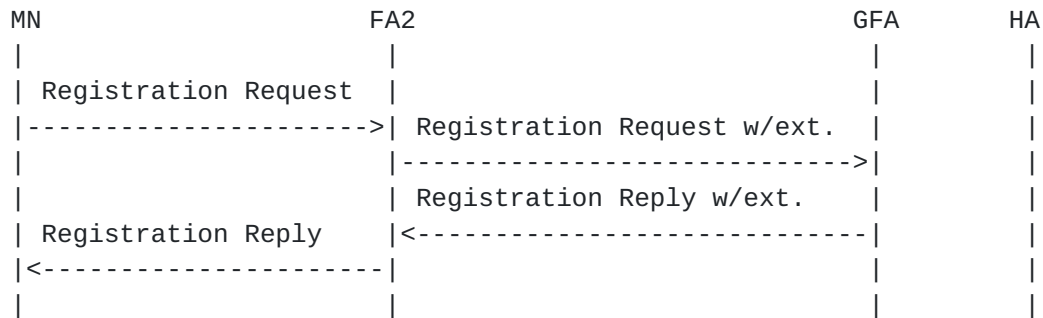 MN FA2 GFA HA
Registration Request
Registration Request w/ext.
Registration Reply w/ext.
Registration Reply